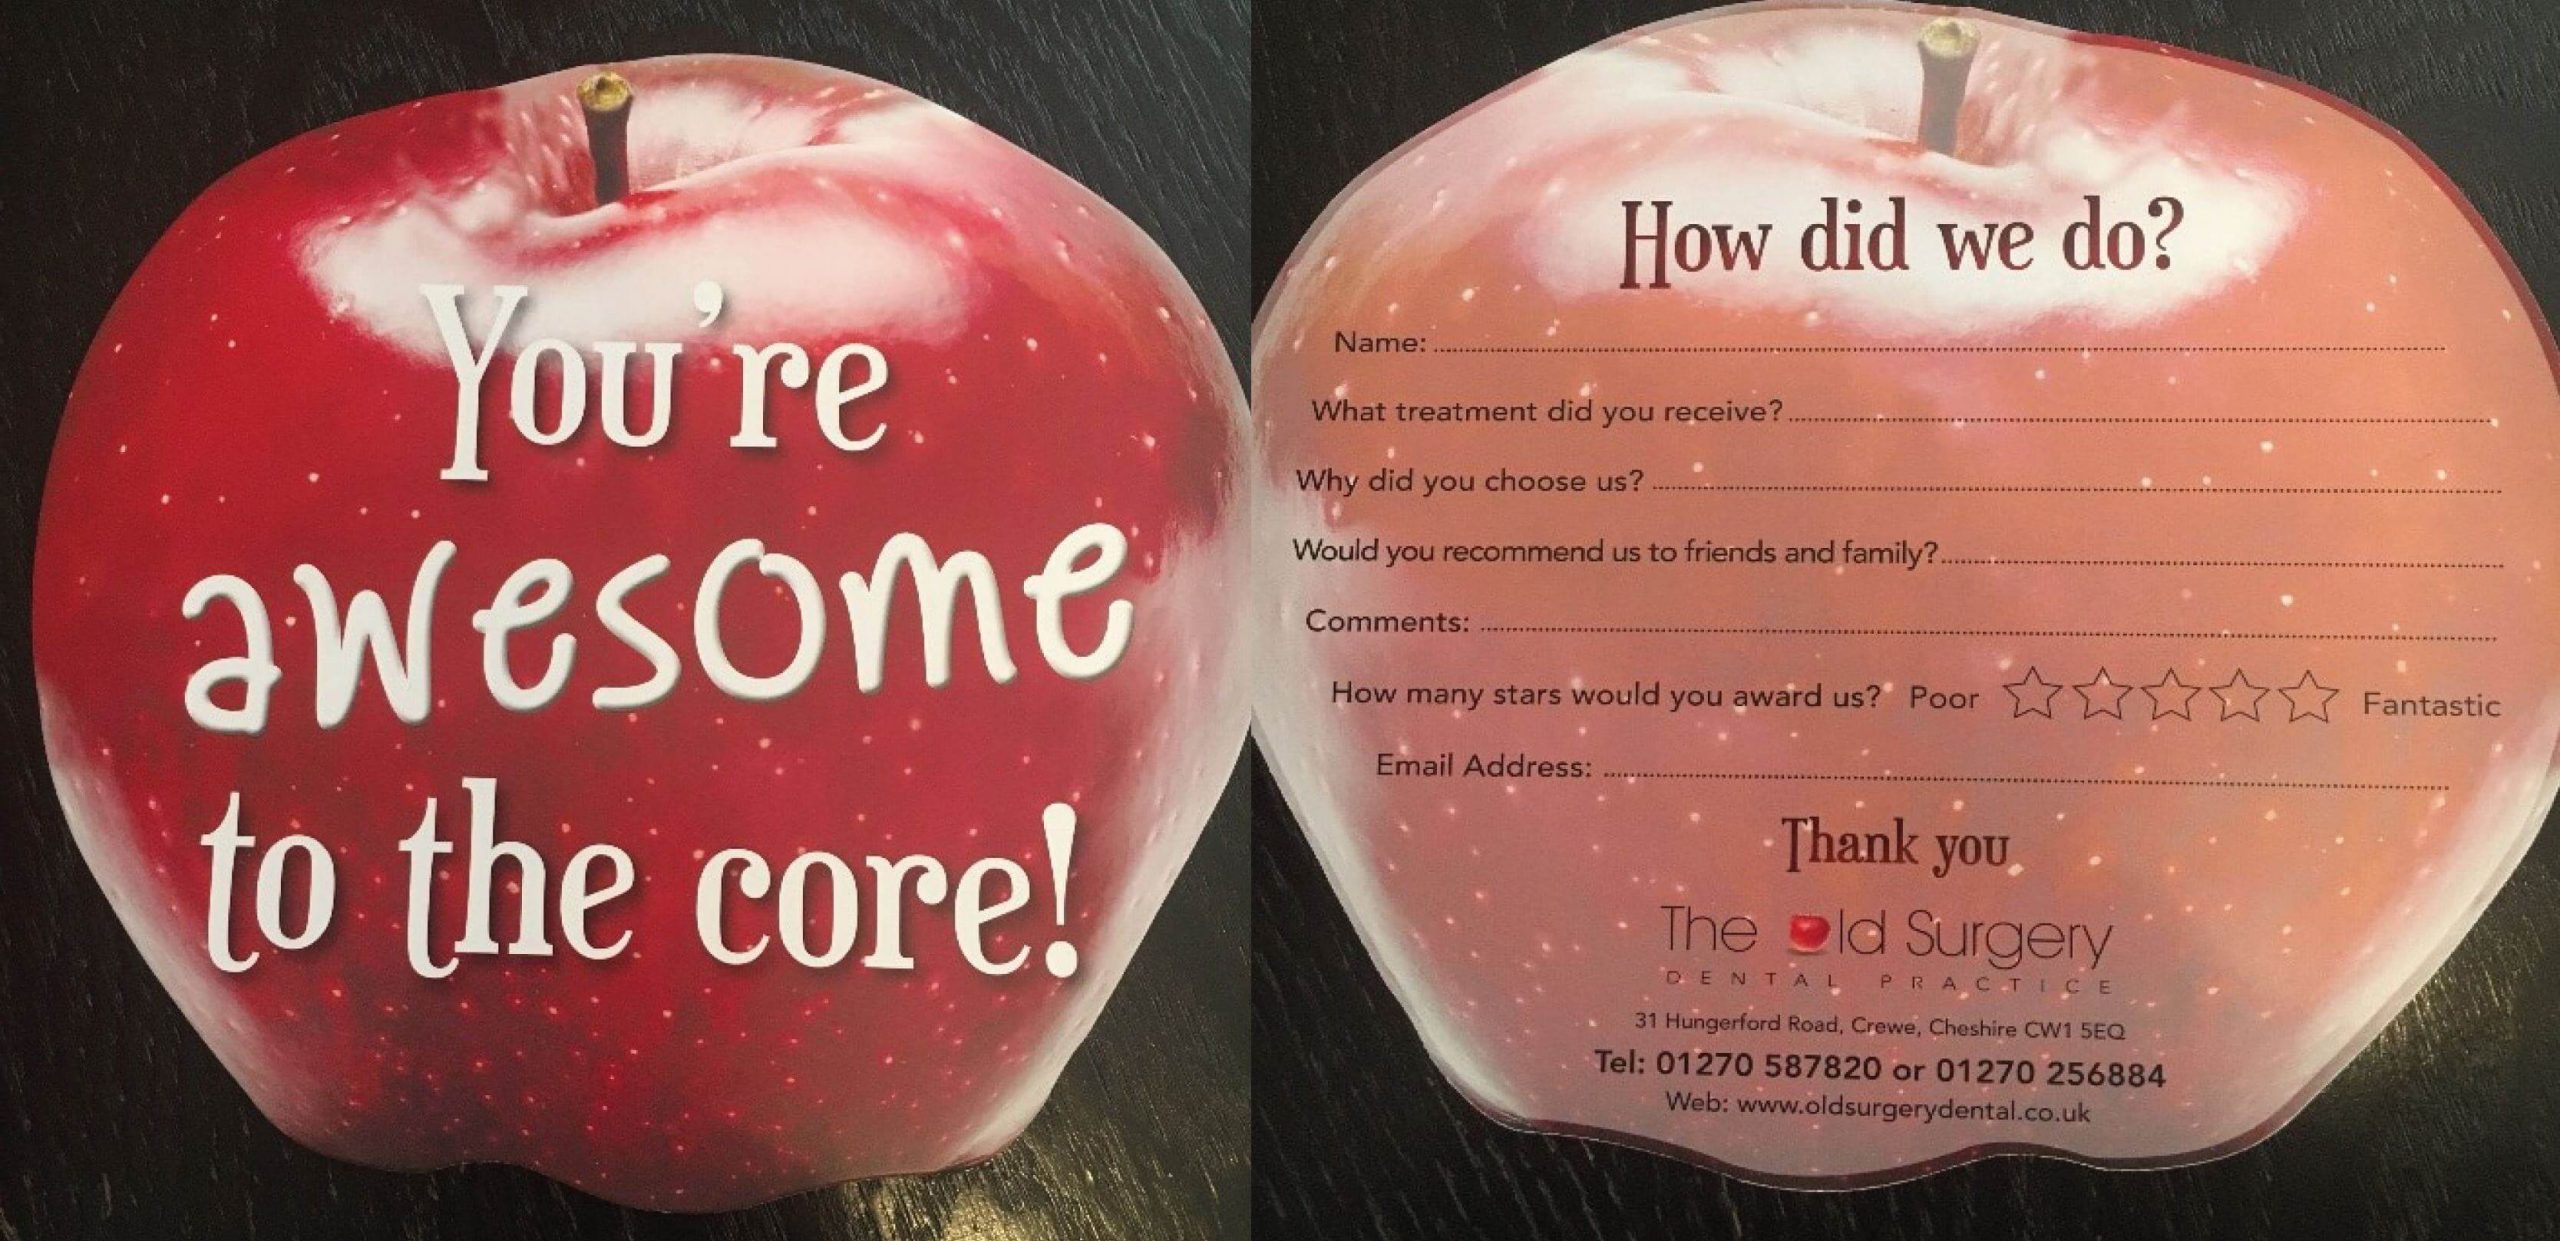 You're
awesome
to the core!
How did we do?
Name:
What treatment did you receive?
Why did you choose us?
Would you recommend us to friends and family?
Comments:
How many stars would you award us? Poor ☆☆☆☆☆ Fantastic
Email Address:
Thank you
The Old Surgery
DENTAL PRACTICE
31 Hungerford Road, Crewe, Cheshire CW1 5EQ
Tel: 01270 587820 or 01270 256884
Web: www.oldsurgerydental.co.uk